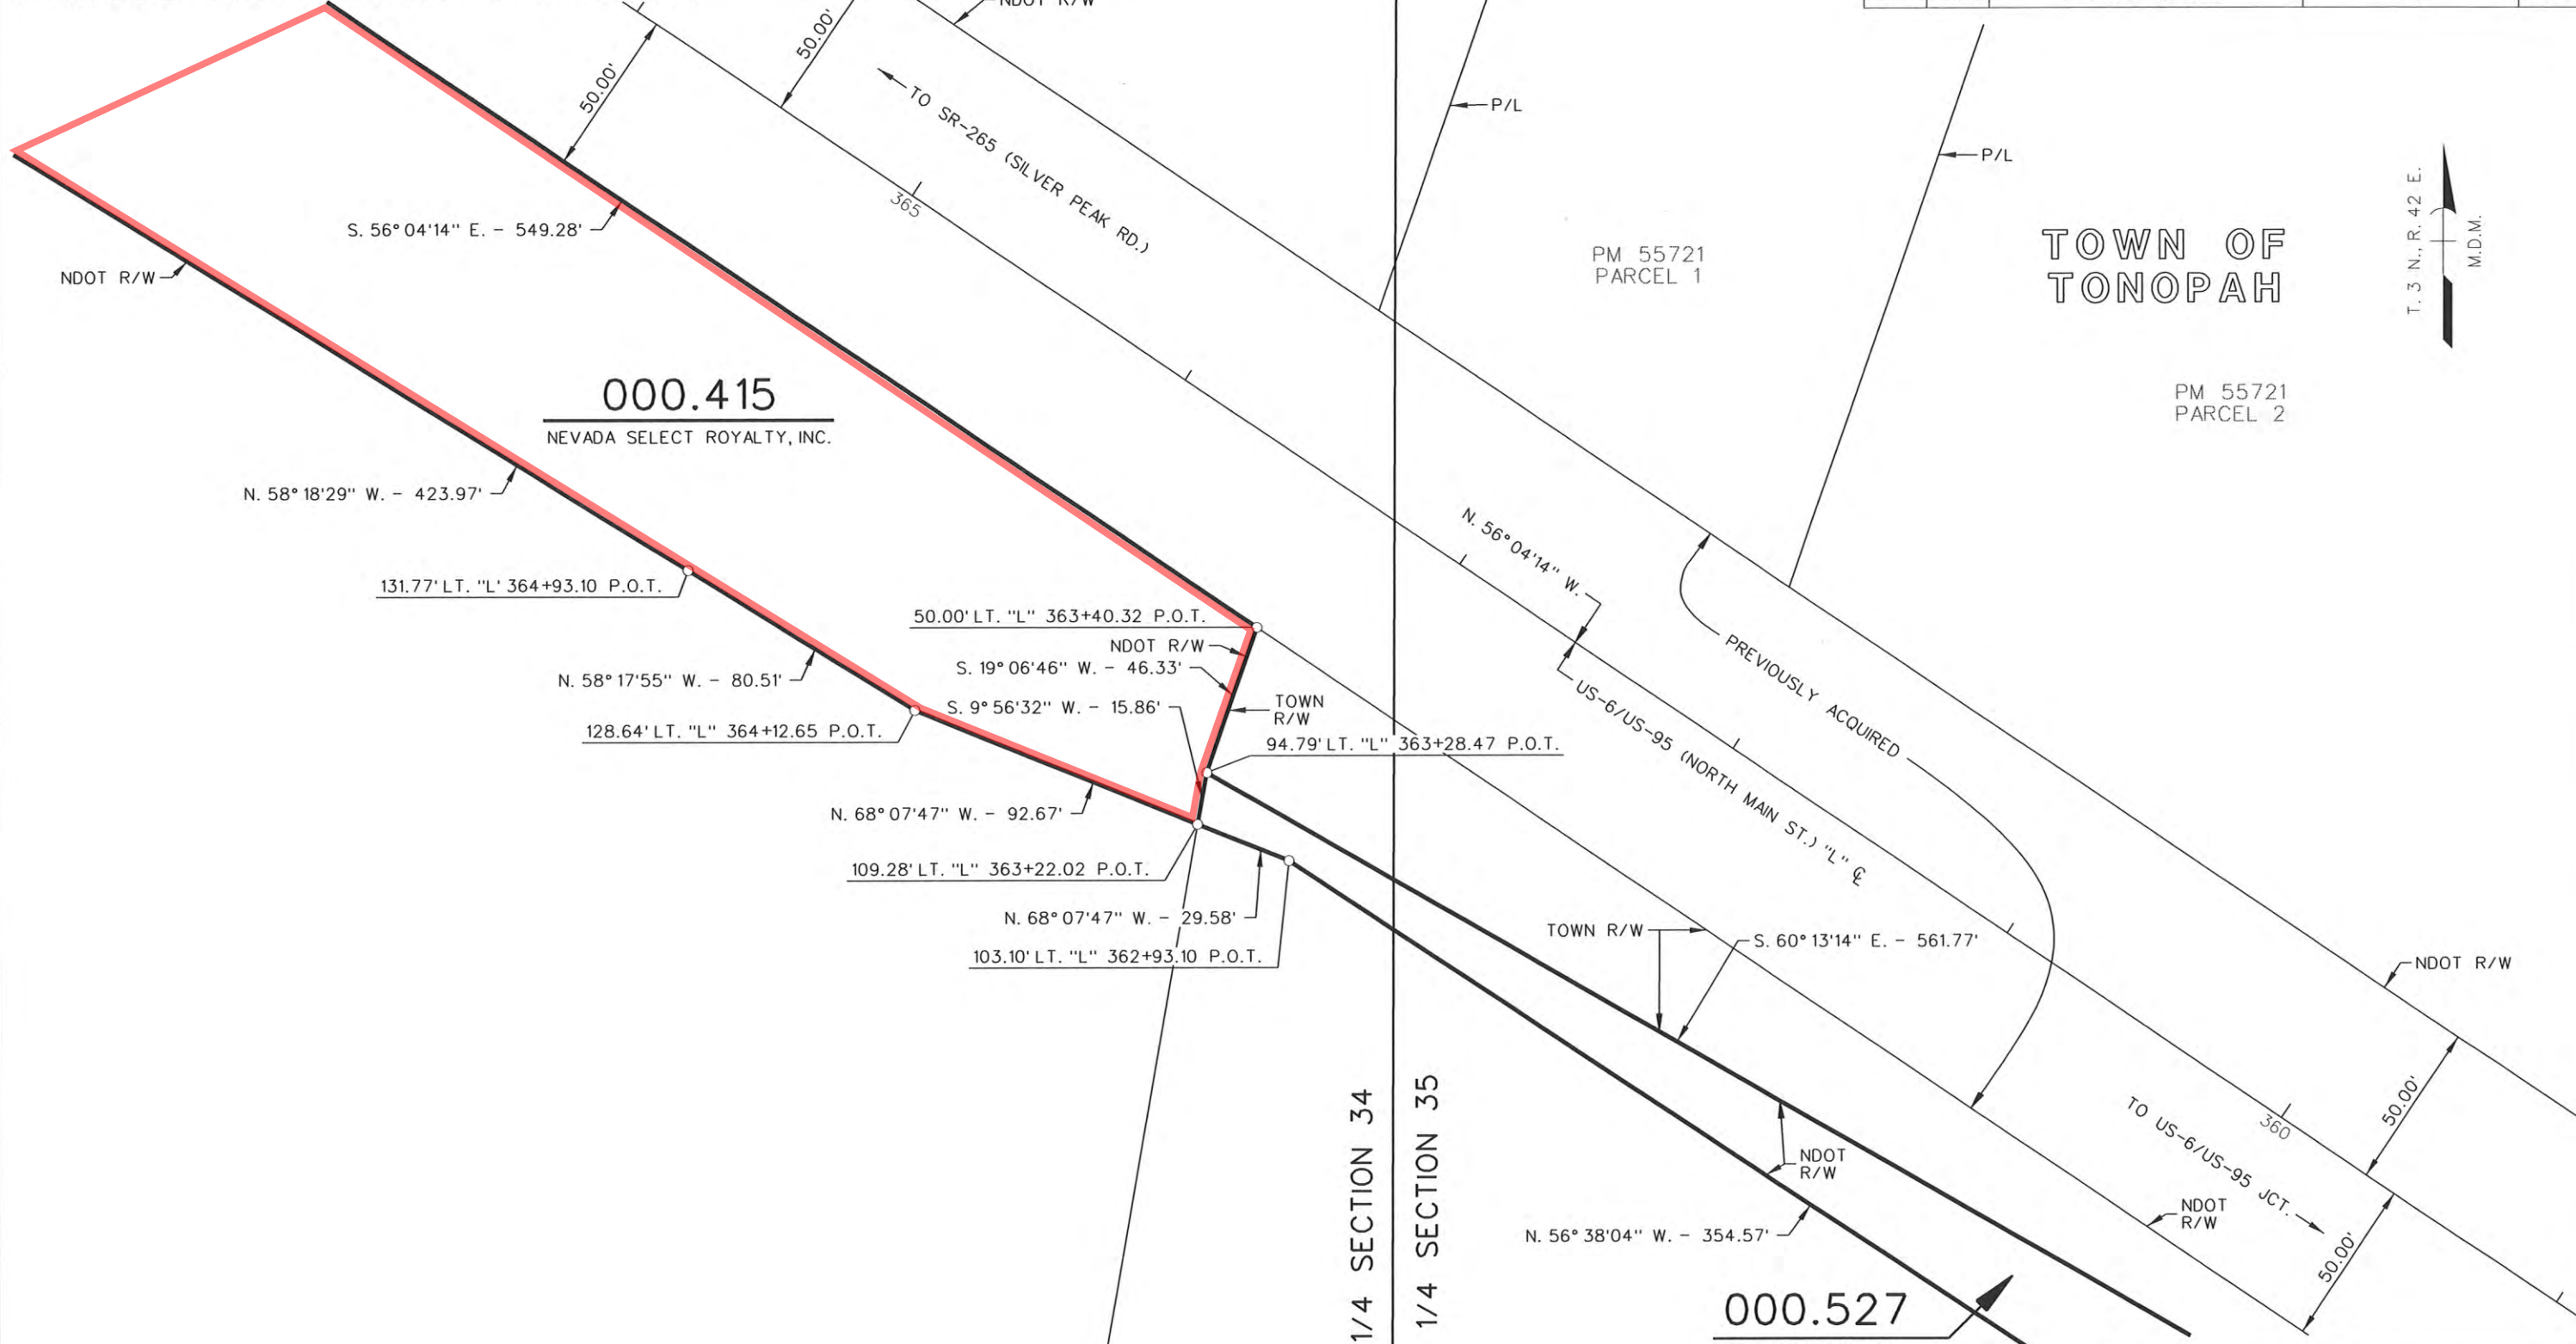 NDOT R/W
50.00'
50.00'
TO SR-265 (SILVER PEAK RD.)
P/L
P/L
365
S. 56°04'14" E. - 549.28'
NDOT R/W
PM 55721
PARCEL 1
TOWN OF
TONOPAH
T. 3 N., R. 42 E.
M.D.M.
000.415
NEVADA SELECT ROYALTY, INC.
PM 55721
PARCEL 2
N. 58°18'29" W. - 423.97'
131.77' LT. "L' 364+93.10 P.O.T.
N. 56°04'14" W.
50.00' LT. "L" 363+40.32 P.O.T.
NDOT R/W
S. 19°06'46" W. - 46.33'
N. 58°17'55" W. - 80.51'
S. 9°56'32" W. - 15.86'
TOWN
R/W
128.64' LT. "L" 364+12.65 P.O.T.
94.79' LT. "L" 363+28.47 P.O.T.
PREVIOUSLY ACQUIRED
US-6/US-95 (NORTH MAIN ST.) "L" ℄
N. 68°07'47" W. - 92.67'
109.28' LT. "L" 363+22.02 P.O.T.
N. 68°07'47" W. - 29.58'
103.10' LT. "L" 362+93.10 P.O.T.
TOWN R/W
S. 60°13'14" E. - 561.77'
NDOT R/W
50.00'
360
TO US-6/US-95 JCT.
NDOT
R/W
NDOT
R/W
50.00'
1/4 SECTION 34
1/4 SECTION 35
N. 56°38'04" W. - 354.57'
000.527